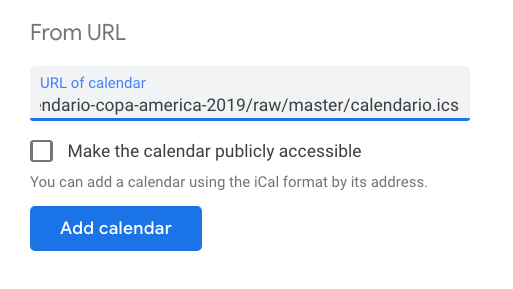 From URL
URL of calendar
ndario-copa-america-2019/raw/master/calendario.ics
Make the calendar publicly accessible
You can add a calendar using the iCal format by its address.
Add calendar